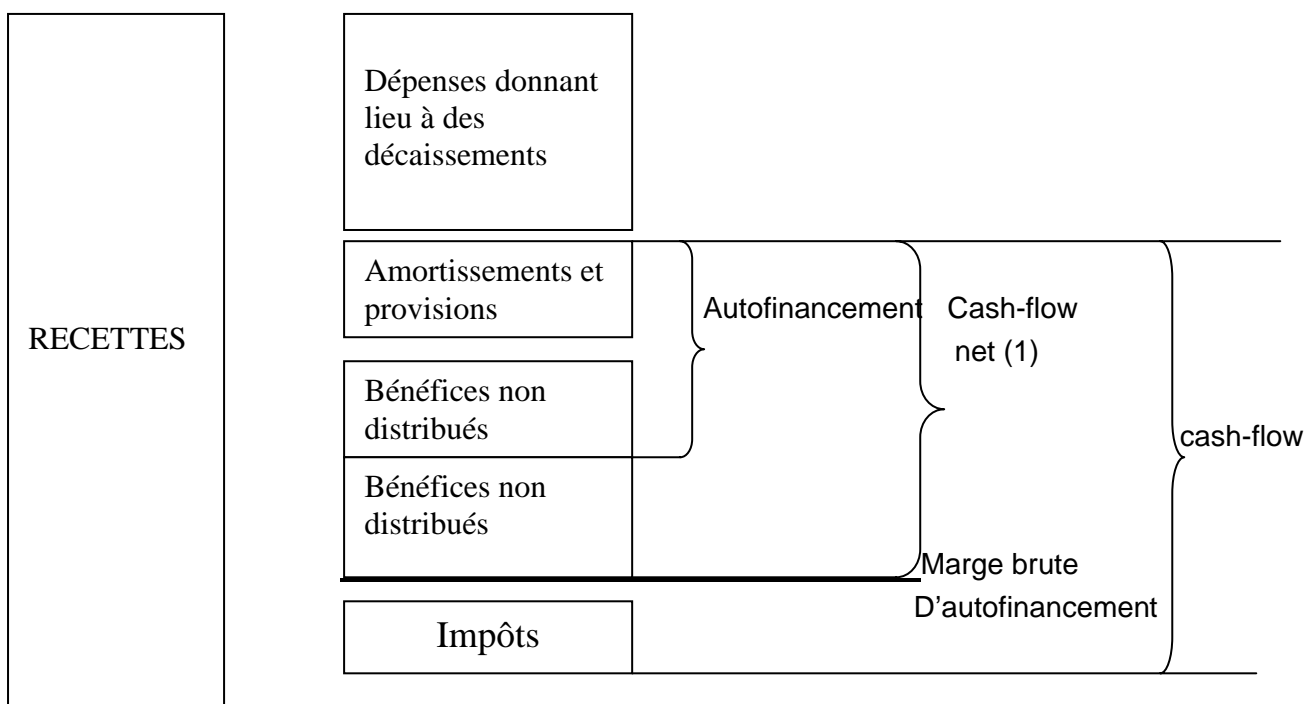 Dépenses donnant
lieu à des
décaissements
RECETTES
Amortissements et
provisions
Autofinancement
Cash-flow
net (1)
Bénéfices non
distribués
cash-flow
Bénéfices non
distribués
Marge brute
D’autofinancement
Impôts